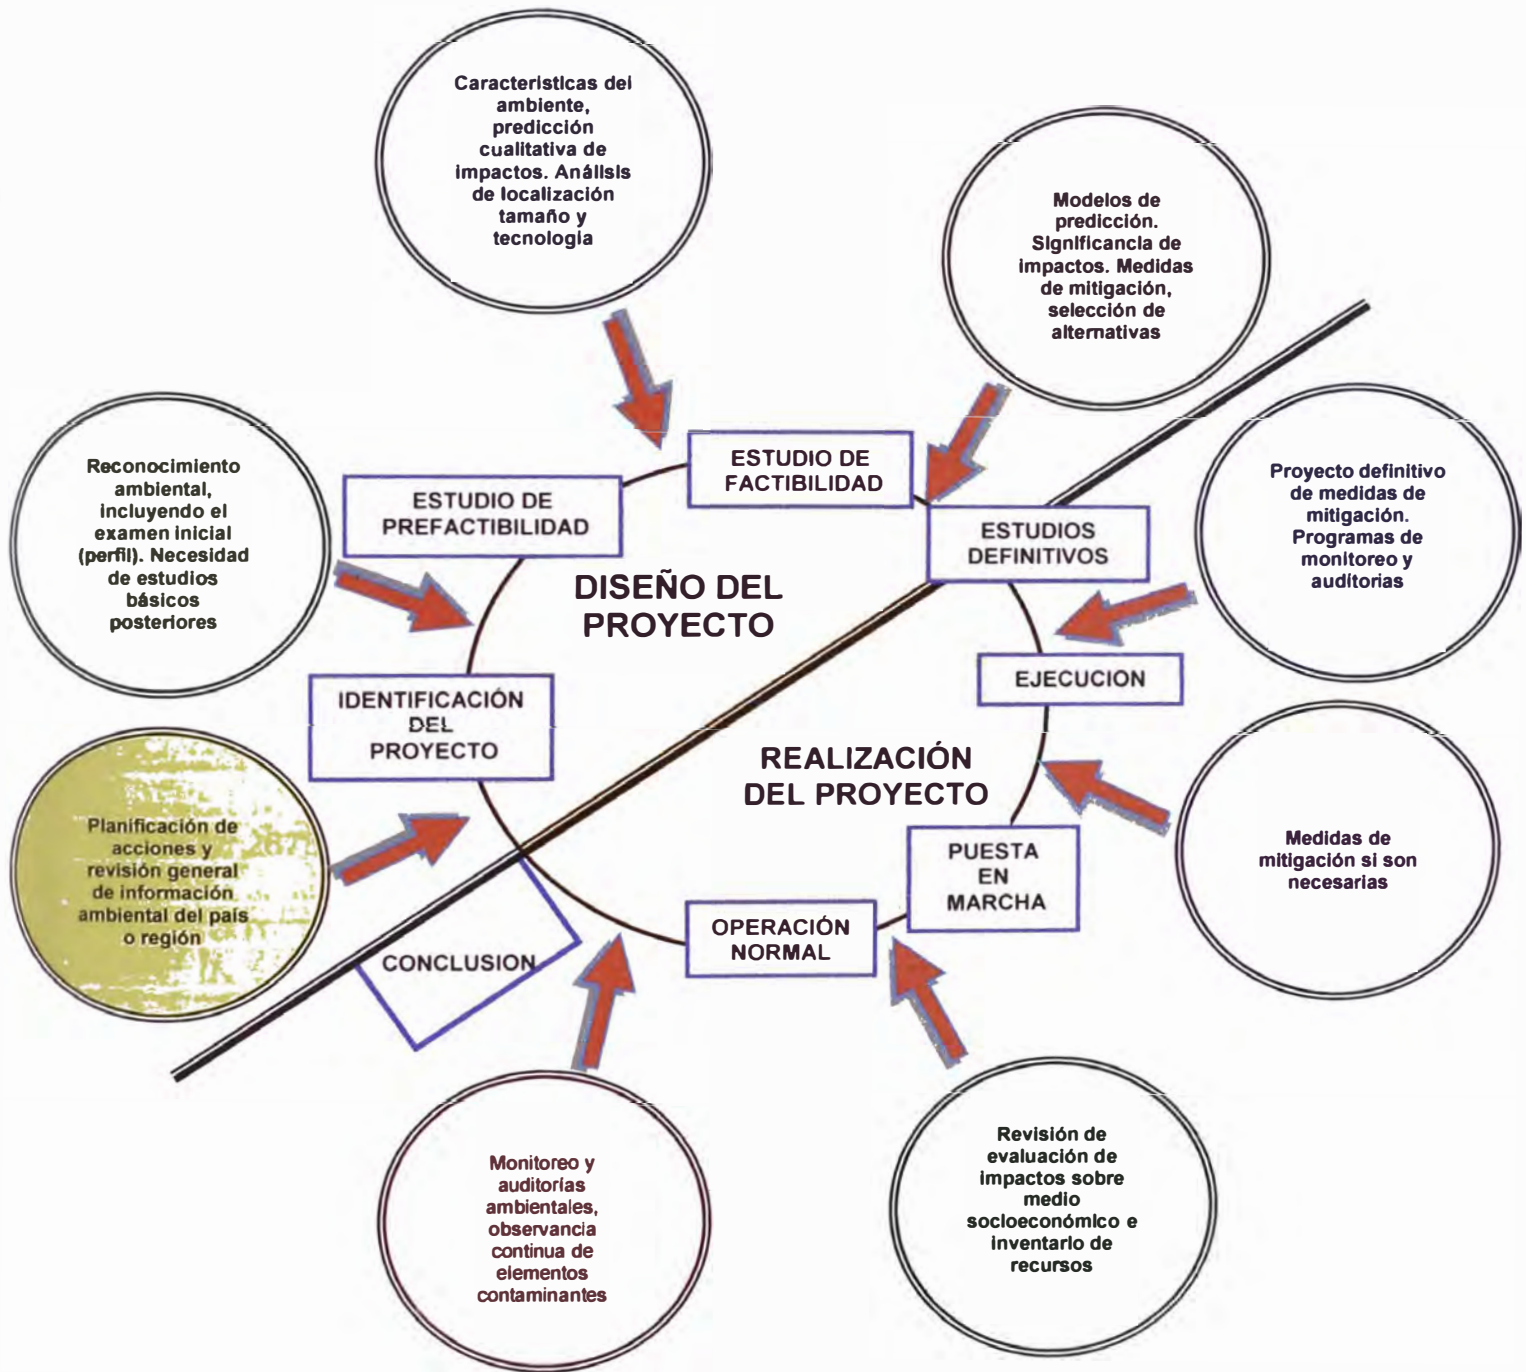 Características del
ambiente,
predicción
cualitativa de
impactos. Análisis
de localización
tamaño y
tecnología
Modelos de
predicción.
Significancia de
impactos. Medidas
de mitigación,
selección de
alternativas
Reconocimiento
ambiental,
incluyendo el
examen inicial
(perfil). Necesidad
de estudios
básicos
posteriores
ESTUDIO DE
PREFACTIBILIDAD
ESTUDIO DE
FACTIBILIDAD
ESTUDIOS
DEFINITIVOS
Proyecto definitivo
de medidas de
mitigación.
Programas de
monitoreo y
auditorias
DISEÑO DEL
PROYECTO
IDENTIFICACIÓN
DEL
PROYECTO
EJECUCION
REALIZACIÓN
DEL PROYECTO
Planificación de
acciones y
revisión general
de información
ambiental del país
o región
PUESTA
EN
MARCHA
Medidas de
mitigación si son
necesarias
OPERACIÓN
NORMAL
CONCLUSION
Monitoreo y
auditorías
ambientales,
observancia
continua de
elementos
contaminantes
Revisión de
evaluación de
impactos sobre
medio
socioeconómico e
inventario de
recursos